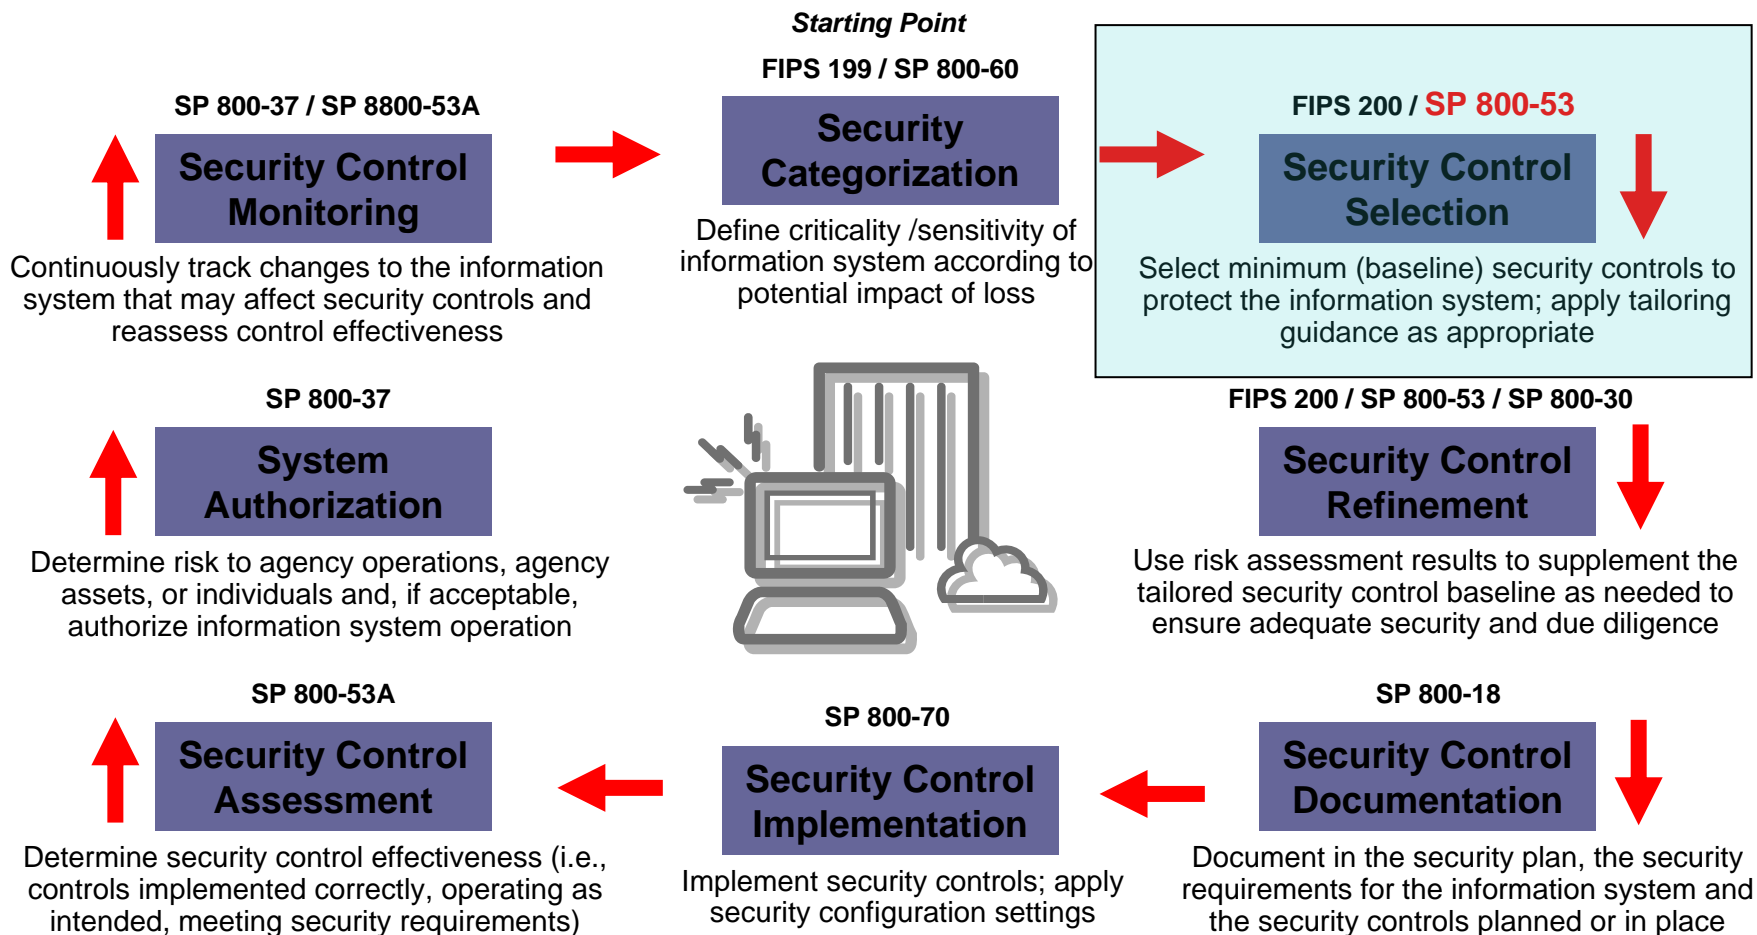 Starting Point
FIPS 199 / SP 800-60
Security
Categorization
Define criticality /sensitivity of
information system according to
potential impact of loss
FIPS 200 / SP 800-53
Security Control
Selection
Select minimum (baseline) security controls to
protect the information system; apply tailoring
guidance as appropriate
FIPS 200 / SP 800-53 / SP 800-30
Security Control
Refinement
Use risk assessment results to supplement the
tailored security control baseline as needed to
ensure adequate security and due diligence
SP 800-18
Security Control
Documentation
Document in the security plan, the security
requirements for the information system and
the security controls planned or in place
SP 800-70
Security Control
Implementation
Implement security controls; apply
security configuration settings
SP 800-53A
Security Control
Assessment
Determine security control effectiveness (i.e.,
controls implemented correctly, operating as
intended, meeting security requirements)
SP 800-37
System
Authorization
Determine risk to agency operations, agency
assets, or individuals and, if acceptable,
authorize information system operation
SP 800-37 / SP 8800-53A
Security Control
Monitoring
Continuously track changes to the information
system that may affect security controls and
reassess control effectiveness